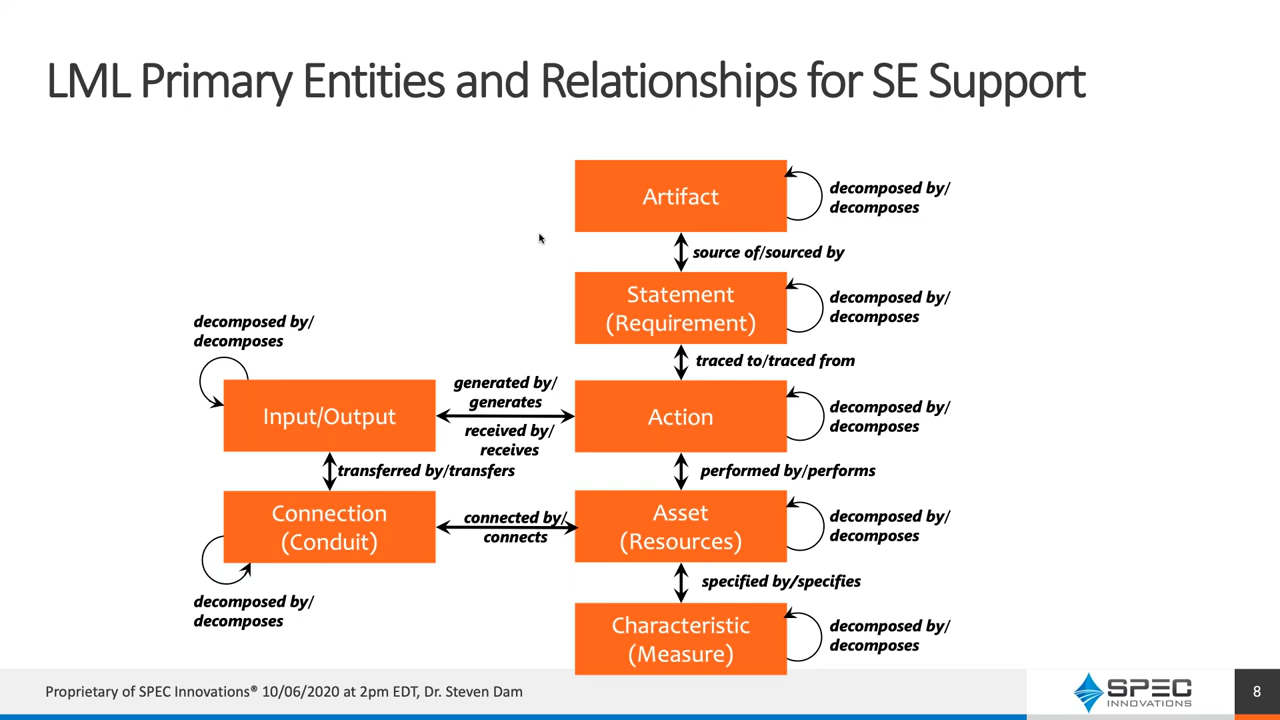 LML Primary Entities and Relationships for SE Support
Artifact
decomposed by/
decomposes
source of/sourced by
Statement
(Requirement)
decomposed by/
decomposes
traced to/traced from
decomposed by/
decomposes
Input/Output
generated by/
generates
received by/
receives
Action
decomposed by/
decomposes
transferred by/transfers
performed by/performs
Connection
(Conduit)
connected by/
connects
Asset
(Resources)
decomposed by/
decomposes
decomposed by/
decomposes
specified by/specifies
Characteristic
(Measure)
decomposed by/
decomposes
Proprietary of SPEC Innovations® 10/06/2020 at 2pm EDT, Dr. Steven Dam
SPEC
INNOVATIONS
8